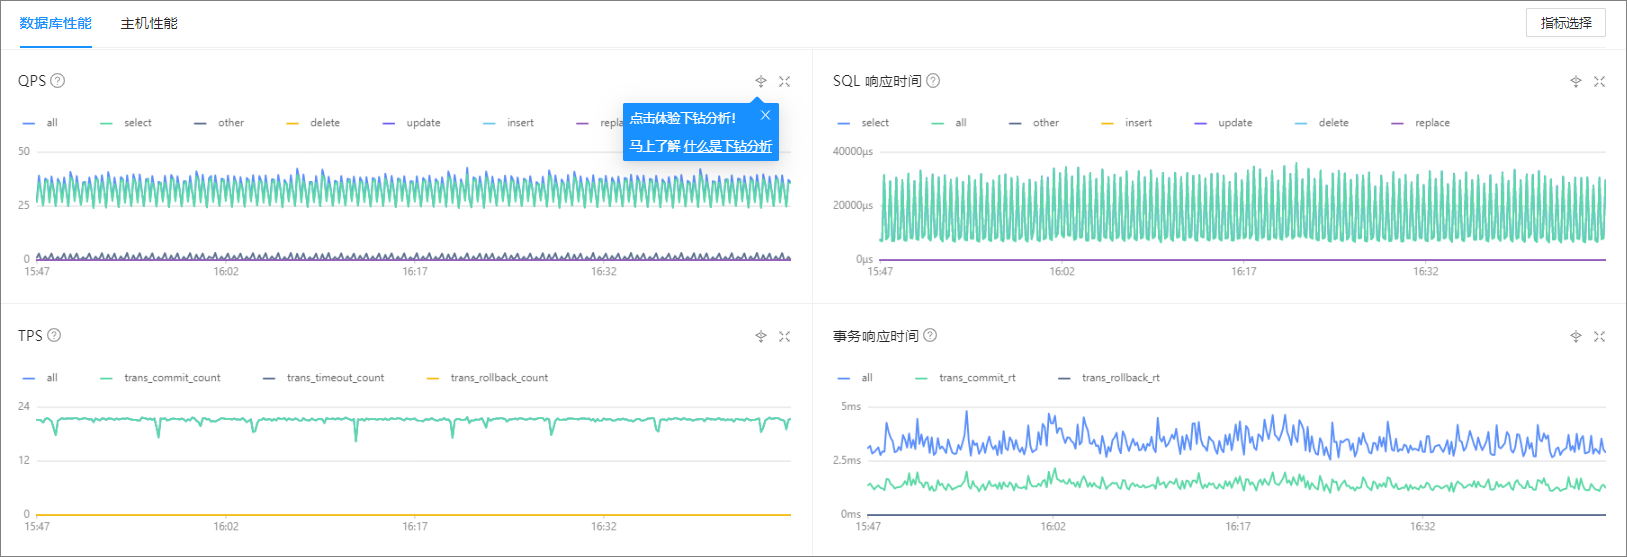 数据库性能 主机性能 指标选择
QPS ?
all select other delete update insert repla
点击体验下钻分析!
马上了解 什么是下钻分析
50
25
0
15:47 16:02 16:17 16:32
SQL 响应时间 ?
select all other insert update delete replace
40000μs
20000μs
0μs
15:47 16:02 16:17 16:32
TPS ?
all trans_commit_count trans_timeout_count trans_rollback_count
24
12
0
15:47 16:02 16:17 16:32
事务响应时间 ?
all trans_commit_rt trans_rollback_rt
5ms
2.5ms
0ms
15:47 16:02 16:17 16:32